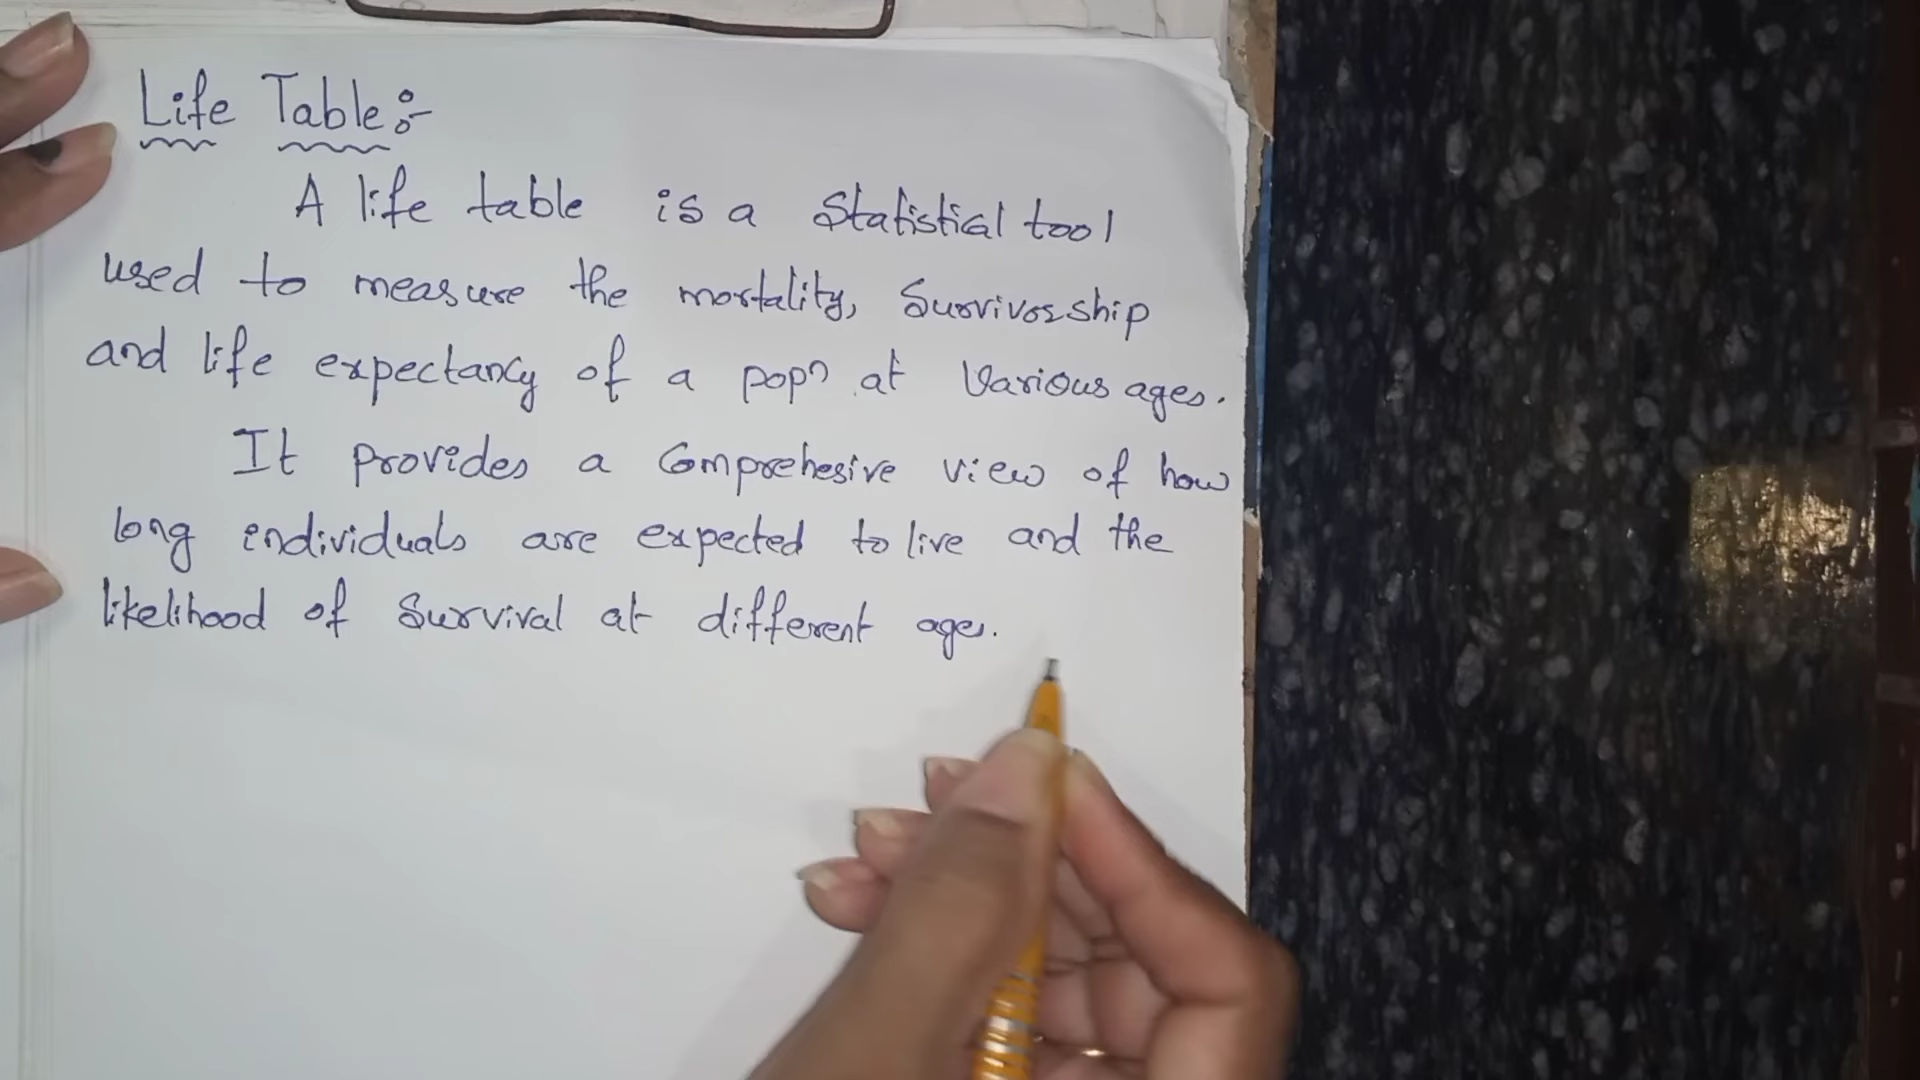 Life Table:-
A life table is a Statistial tool
used to measure the mortality, Survivorship
and life expectancy of a popn at Various ages.
It provides a Comprehesive view of how
long individuals are expected to live and the
likelihood of Survival at different ages.